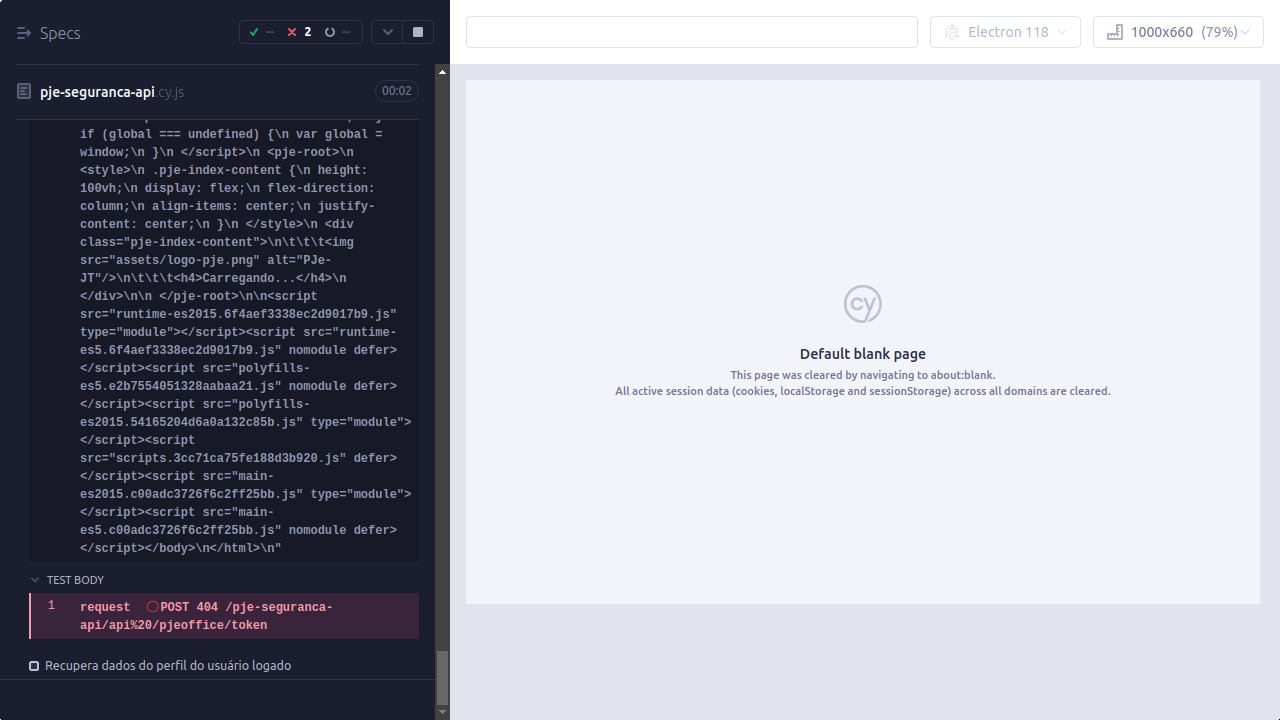 Specs
-- 2 --
Electron 118
1000x660 (79%)
pje-seguranca-api.cy.js
00:02
if (global === undefined) {\n var global =
window;\n }\n </script>\n <pje-root>\n
<style>\n .pje-index-content {\n height:
100vh;\n display: flex;\n flex-direction:
column;\n align-items: center;\n justify-
content: center;\n }\n </style>\n <div
class="pje-index-content">\n\t\t\t<img
src="assets/logo-pje.png" alt="PJe-
JT"/>\n\t\t\t<h4>Carregando...</h4>\n
</div>\n\n </pje-root>\n\n<script
src="runtime-es2015.6f4aef3338ec2d9017b9.js"
type="module"></script><script src="runtime-
es5.6f4aef3338ec2d9017b9.js" nomodule defer>
</script><script src="polyfills-
es5.e2b7554051328aabaa21.js" nomodule defer>
</script><script src="polyfills-
es2015.54165204d6a0a132c85b.js" type="module">
</script><script
src="scripts.3cc71ca75fe188d3b920.js" defer>
</script><script src="main-
es2015.c00adc3726f6c2ff25bb.js" type="module">
</script><script src="main-
es5.c00adc3726f6c2ff25bb.js" nomodule defer>
</script></body>\n</html>\n"
TEST BODY
1 request POST 404 /pje-seguranca-
api/api%20/pjeoffice/token
Recupera dados do perfil do usuário logado
cy
Default blank page
This page was cleared by navigating to about:blank.
All active session data (cookies, localStorage and sessionStorage) across all domains are cleared.